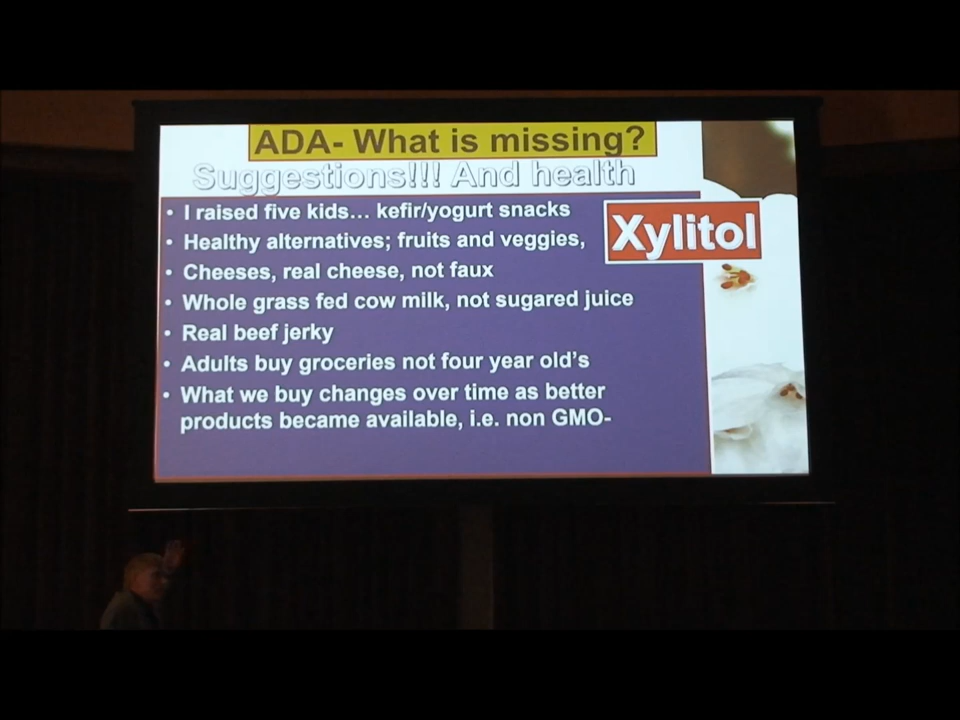 ADA- What is missing?
Suggestions!!! And health
• I raised five kids... kefir/yogurt snacks
Xylitol
• Healthy alternatives; fruits and veggies,
• Cheeses, real cheese, not faux
• Whole grass fed cow milk, not sugared juice
• Real beef jerky
• Adults buy groceries not four year old's
• What we buy changes over time as better
products became available, i.e. non GMO-